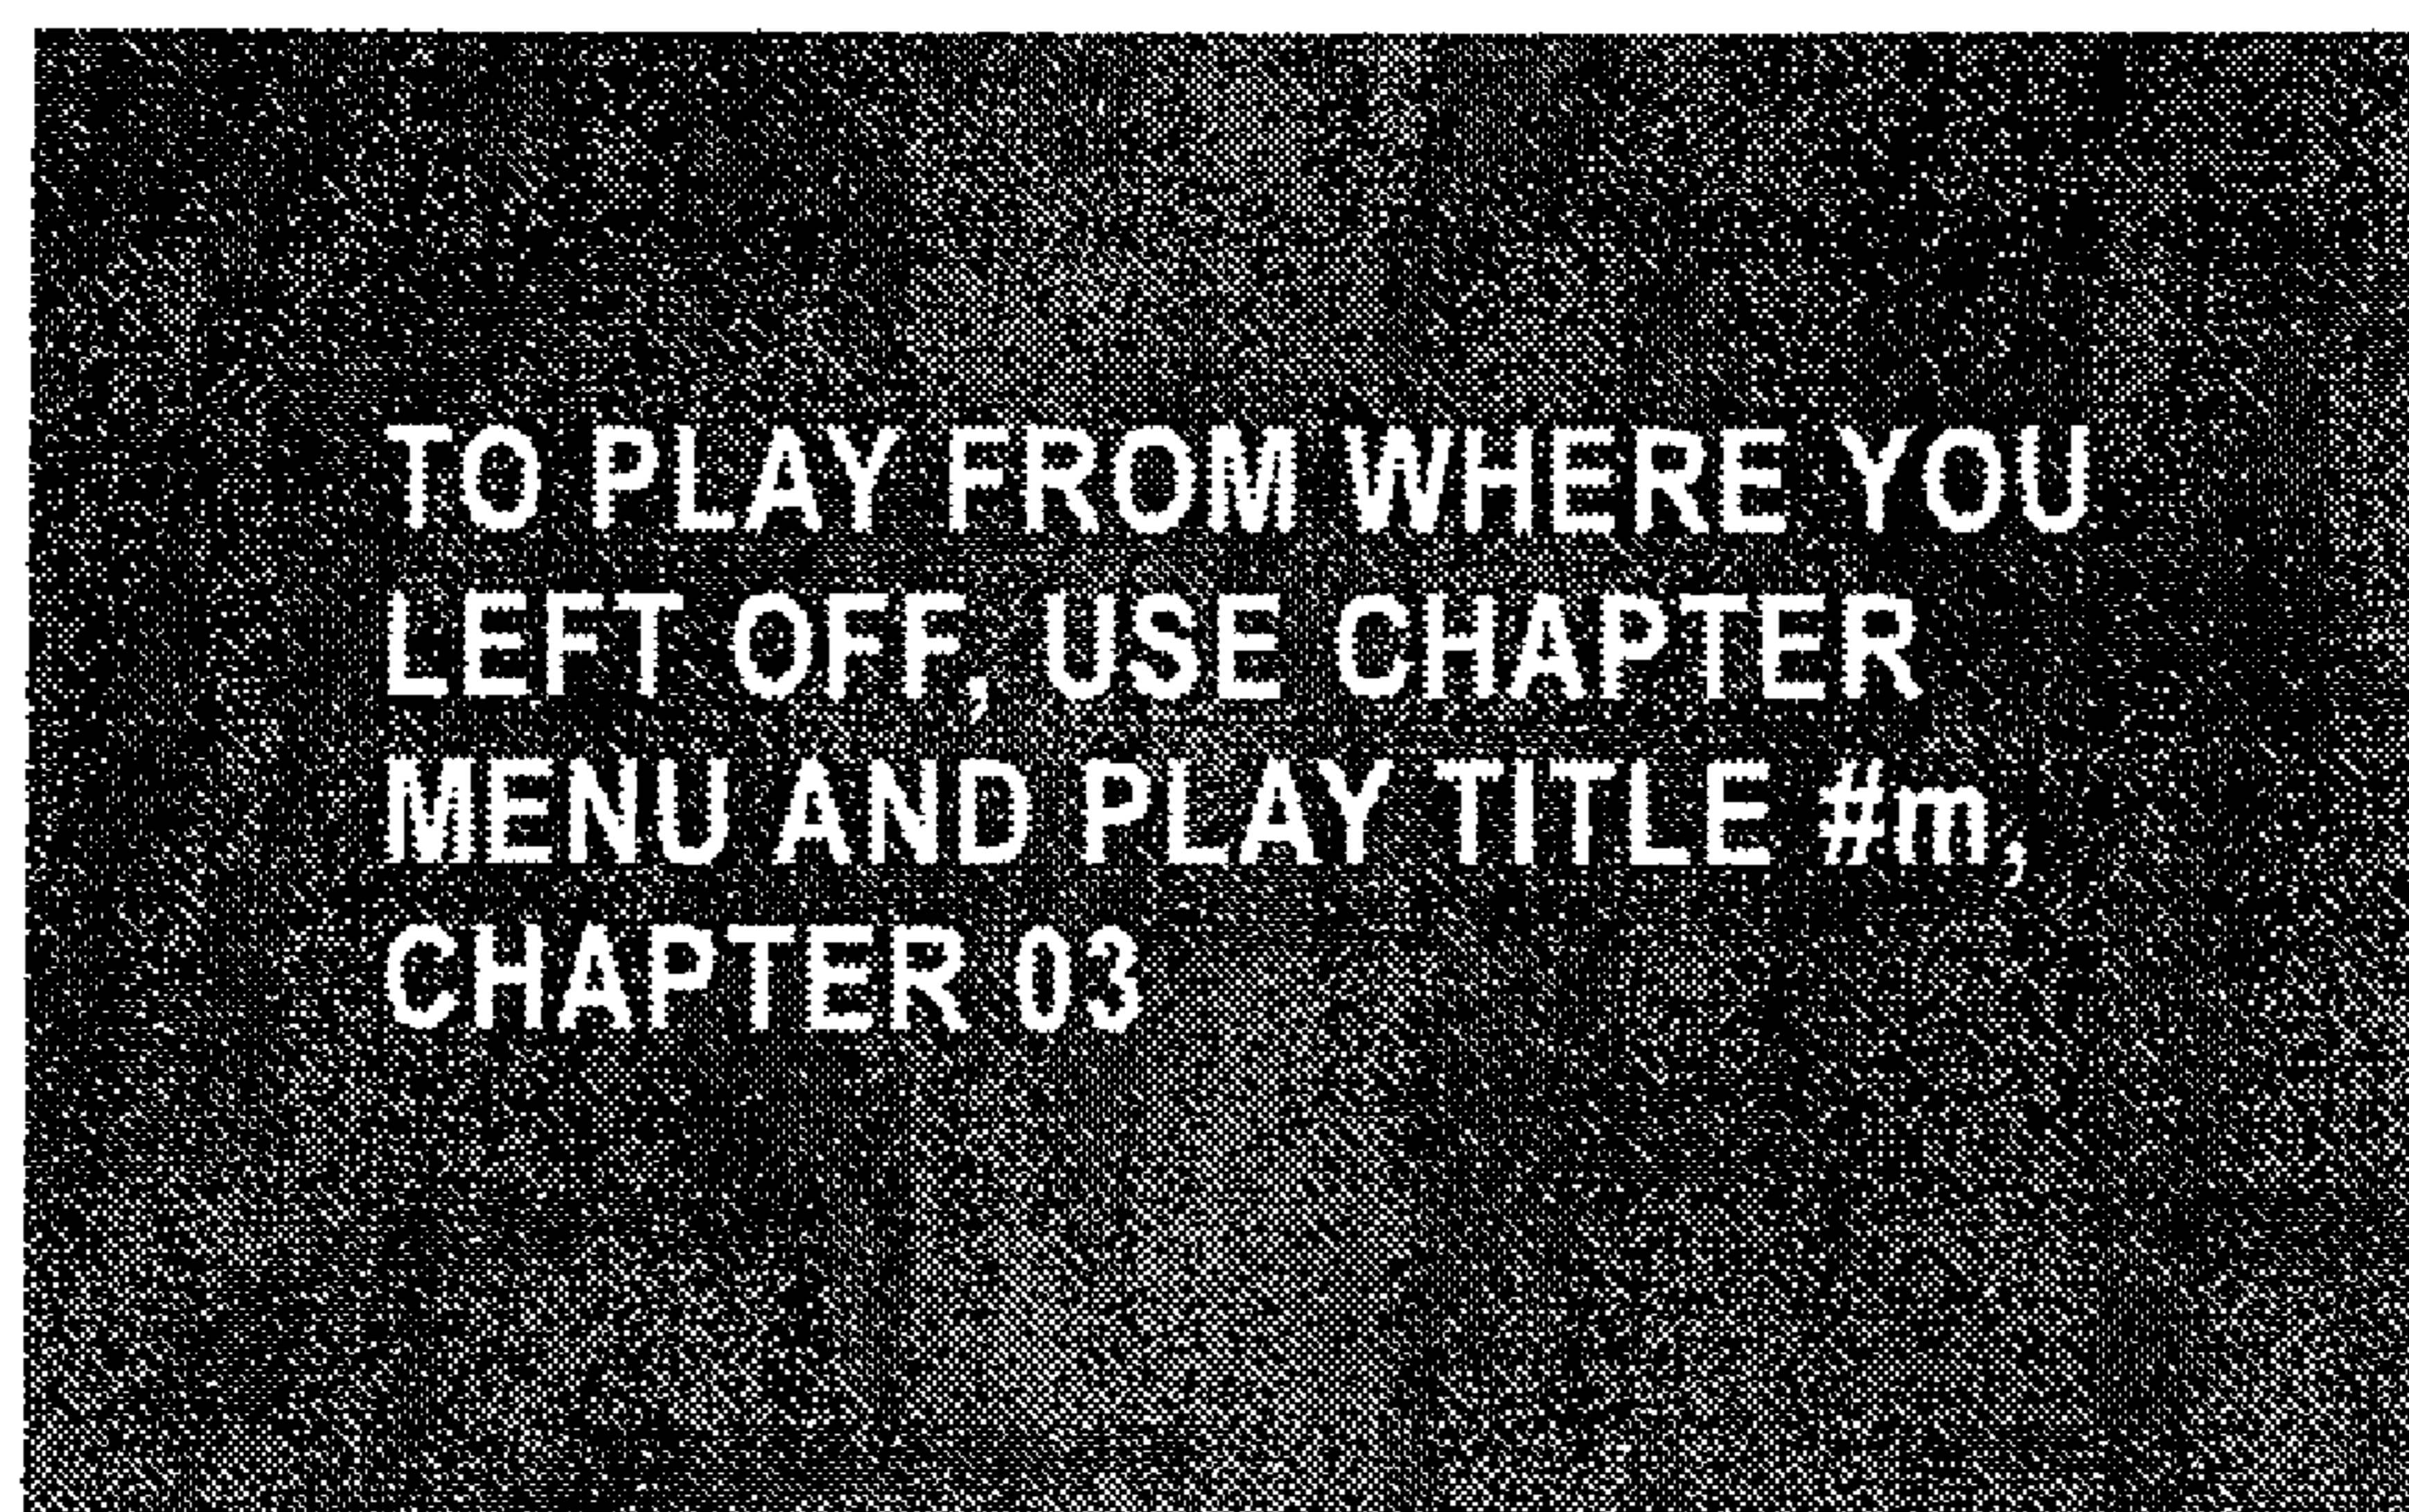 TO PLAY FROM WHERE YOU
LEFT OFF, USE CHAPTER
MENU AND PLAY TITLE #m,
CHAPTER 03